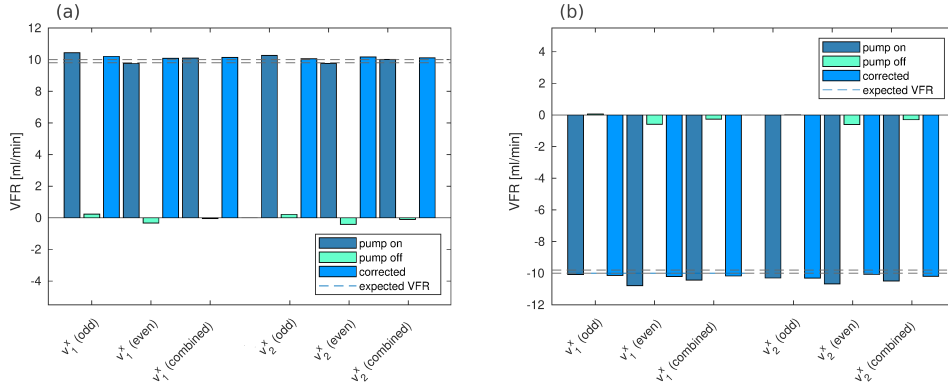 (a)
12
10
8
6
4
2
0
-2
-4
VFR [ml/min]
pump on
pump off
corrected
expected VFR
v₁ˣ (odd)
v₁ˣ (even)
v₁ˣ (combined)
v₂ˣ (odd)
v₂ˣ (even)
v₂ˣ (combined)
(b)
4
2
0
-2
-4
-6
-8
-10
-12
VFR [ml/min]
pump on
pump off
corrected
expected VFR
v₁ˣ (odd)
v₁ˣ (even)
v₁ˣ (combined)
v₂ˣ (odd)
v₂ˣ (even)
v₂ˣ (combined)